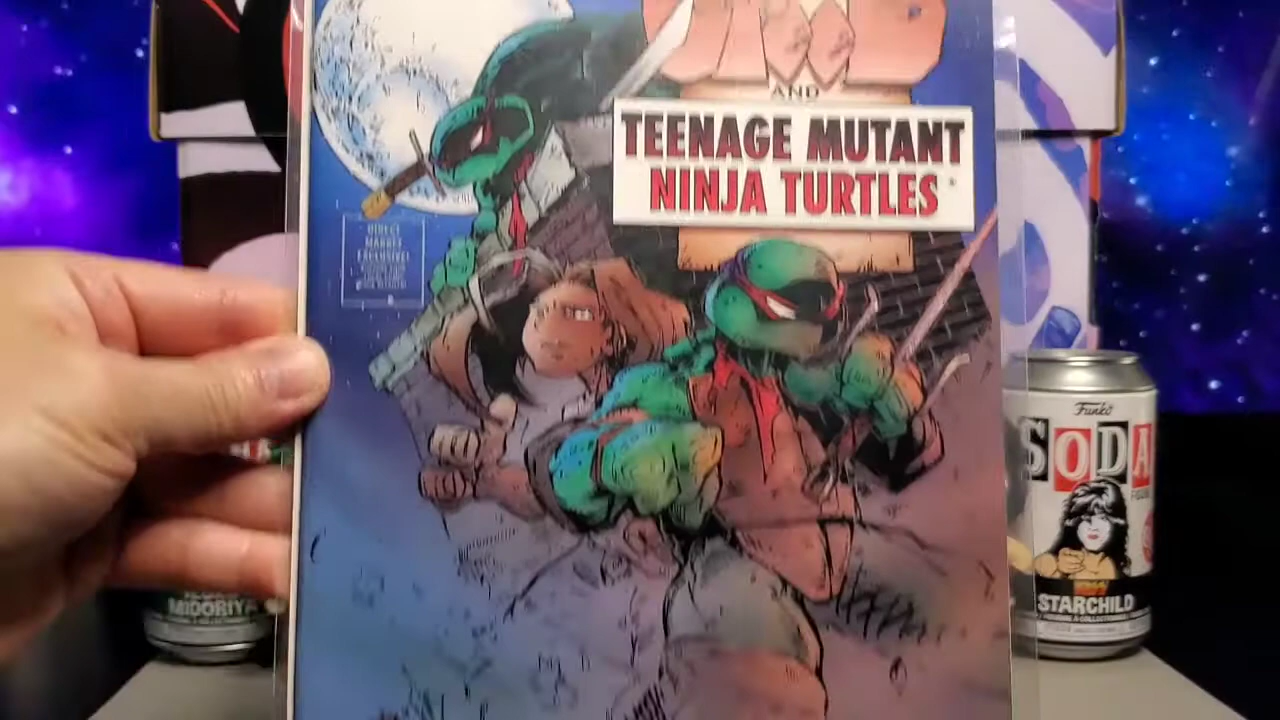 AND
TEENAGE MUTANT
NINJA TURTLES
DIRECT
MARKET
EXCLUSIVE!
Funko
SODA
STARCHILD
MIDORIYA